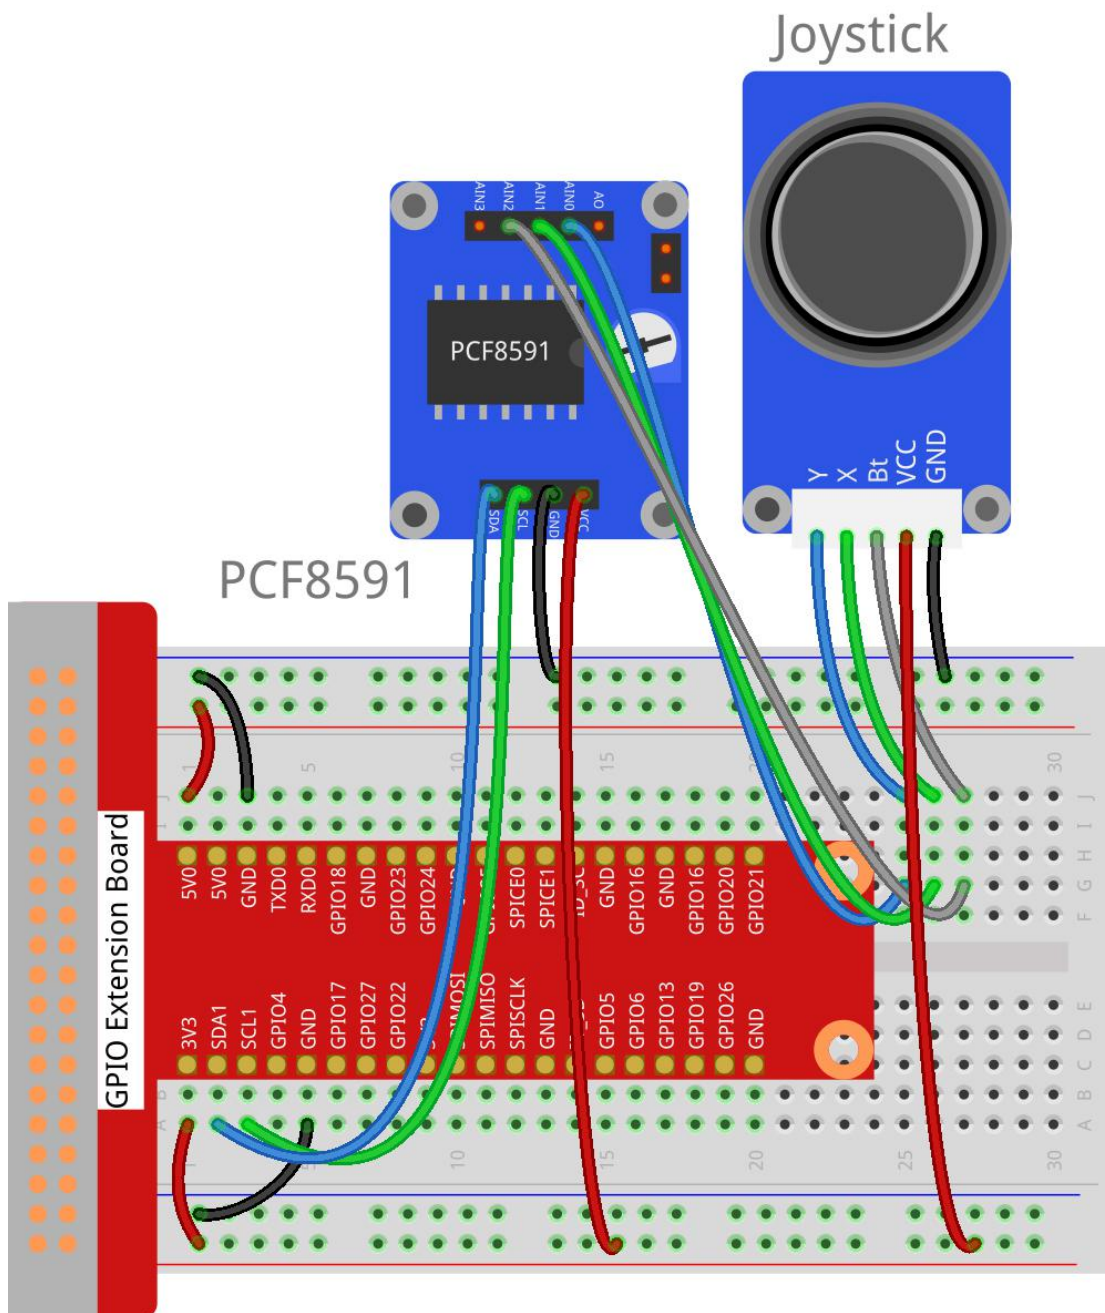 Joystick
AIN3
AIN2
AIN1
AIN0
AO
PCF8591
SDA
SCL
GND
VCC
Y
X
Bt
VCC
GND
PCF8591
1
5
10
15
30
J
J
I
I
H
G
F
5V0
5V0
GND
TXD0
RXD0
GPIO18
GND
GPIO23
GPIO24
SPICE0
SPICE1
GND
GPIO16
GND
GPIO16
GPIO20
GPIO21
GPIO Extension Board
3V3
SDA1
SCL1
GPIO4
GND
GPIO17
GPIO27
GPIO22
SPIMISO
SPISCLK
GND
GPIO5
GPIO6
GPIO13
GPIO19
GPIO26
GND
E
D
C
B
B
A
A
1
5
10
15
20
25
30